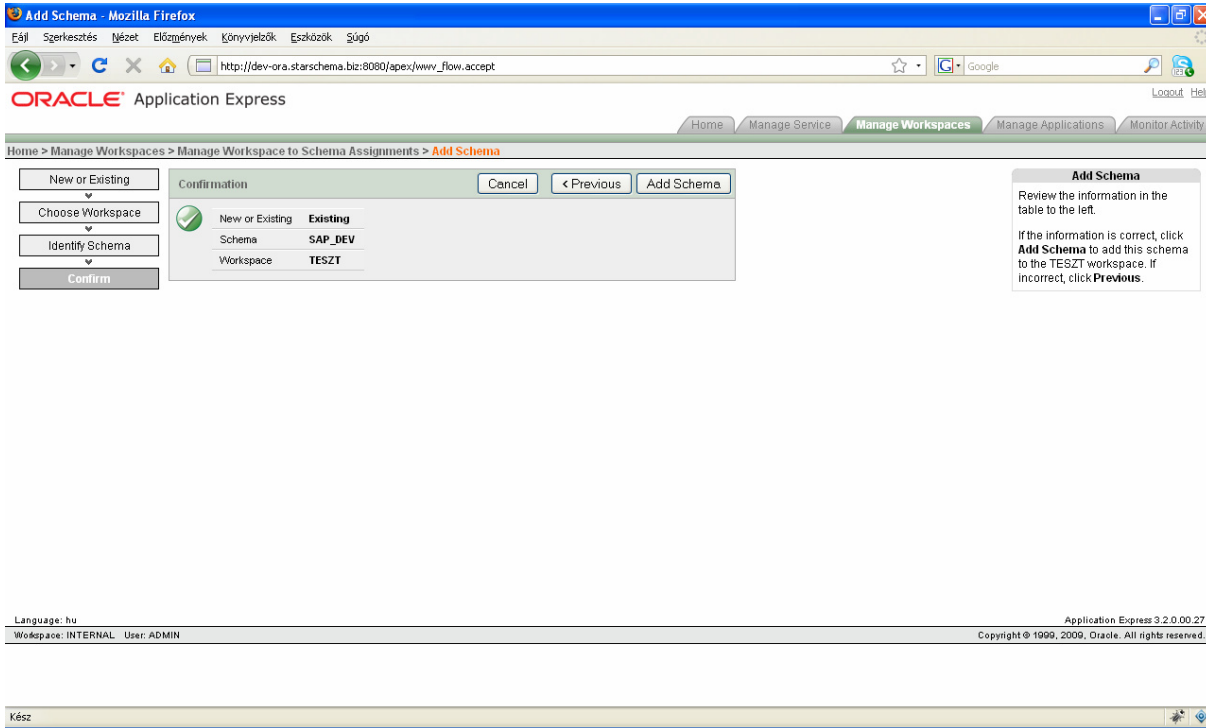 Add Schema - Mozilla Firefox
Fájl Szerkesztés Nézet Előzmények Könyvjelzők Eszközök Súgó
http://dev-ora.starschema.biz:8080/apex/wwv_flow.accept
G Google
ORACLE Application Express
Logout Hel
Home Manage Service Manage Workspaces Manage Applications Monitor Activity
Home > Manage Workspaces > Manage Workspace to Schema Assignments > Add Schema
New or Existing
Choose Workspace
Identify Schema
Confirm
Confirmation Cancel < Previous Add Schema
New or Existing Existing
Schema SAP_DEV
Workspace TESZT
Add Schema
Review the information in the
table to the left.
If the information is correct, click
Add Schema to add this schema
to the TESZT workspace. If
incorrect, click Previous.
Language: hu
Application Express 3.2.0.00.27
Workspace: INTERNAL User: ADMIN
Copyright © 1999, 2009, Oracle. All rights reserved.
Kész